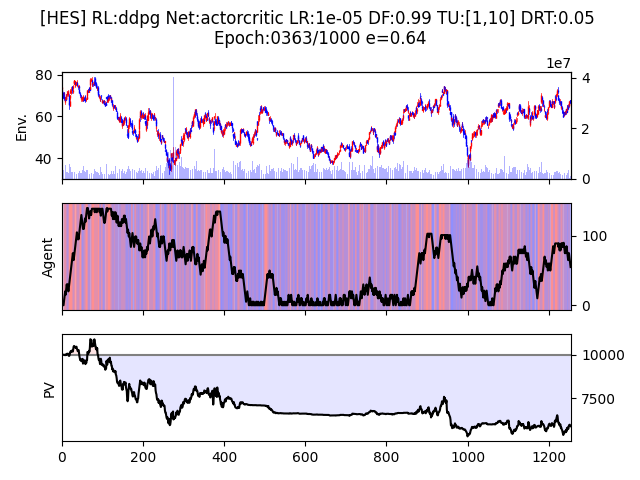 [HES] RL:ddpg Net:actorcritic LR:1e-05 DF:0.99 TU:[1,10] DRT:0.05
Epoch:0363/1000 e=0.64
1e7
80
60
40
Env.
4
2
0
Agent
100
0
PV
10000
7500
0 200 400 600 800 1000 1200